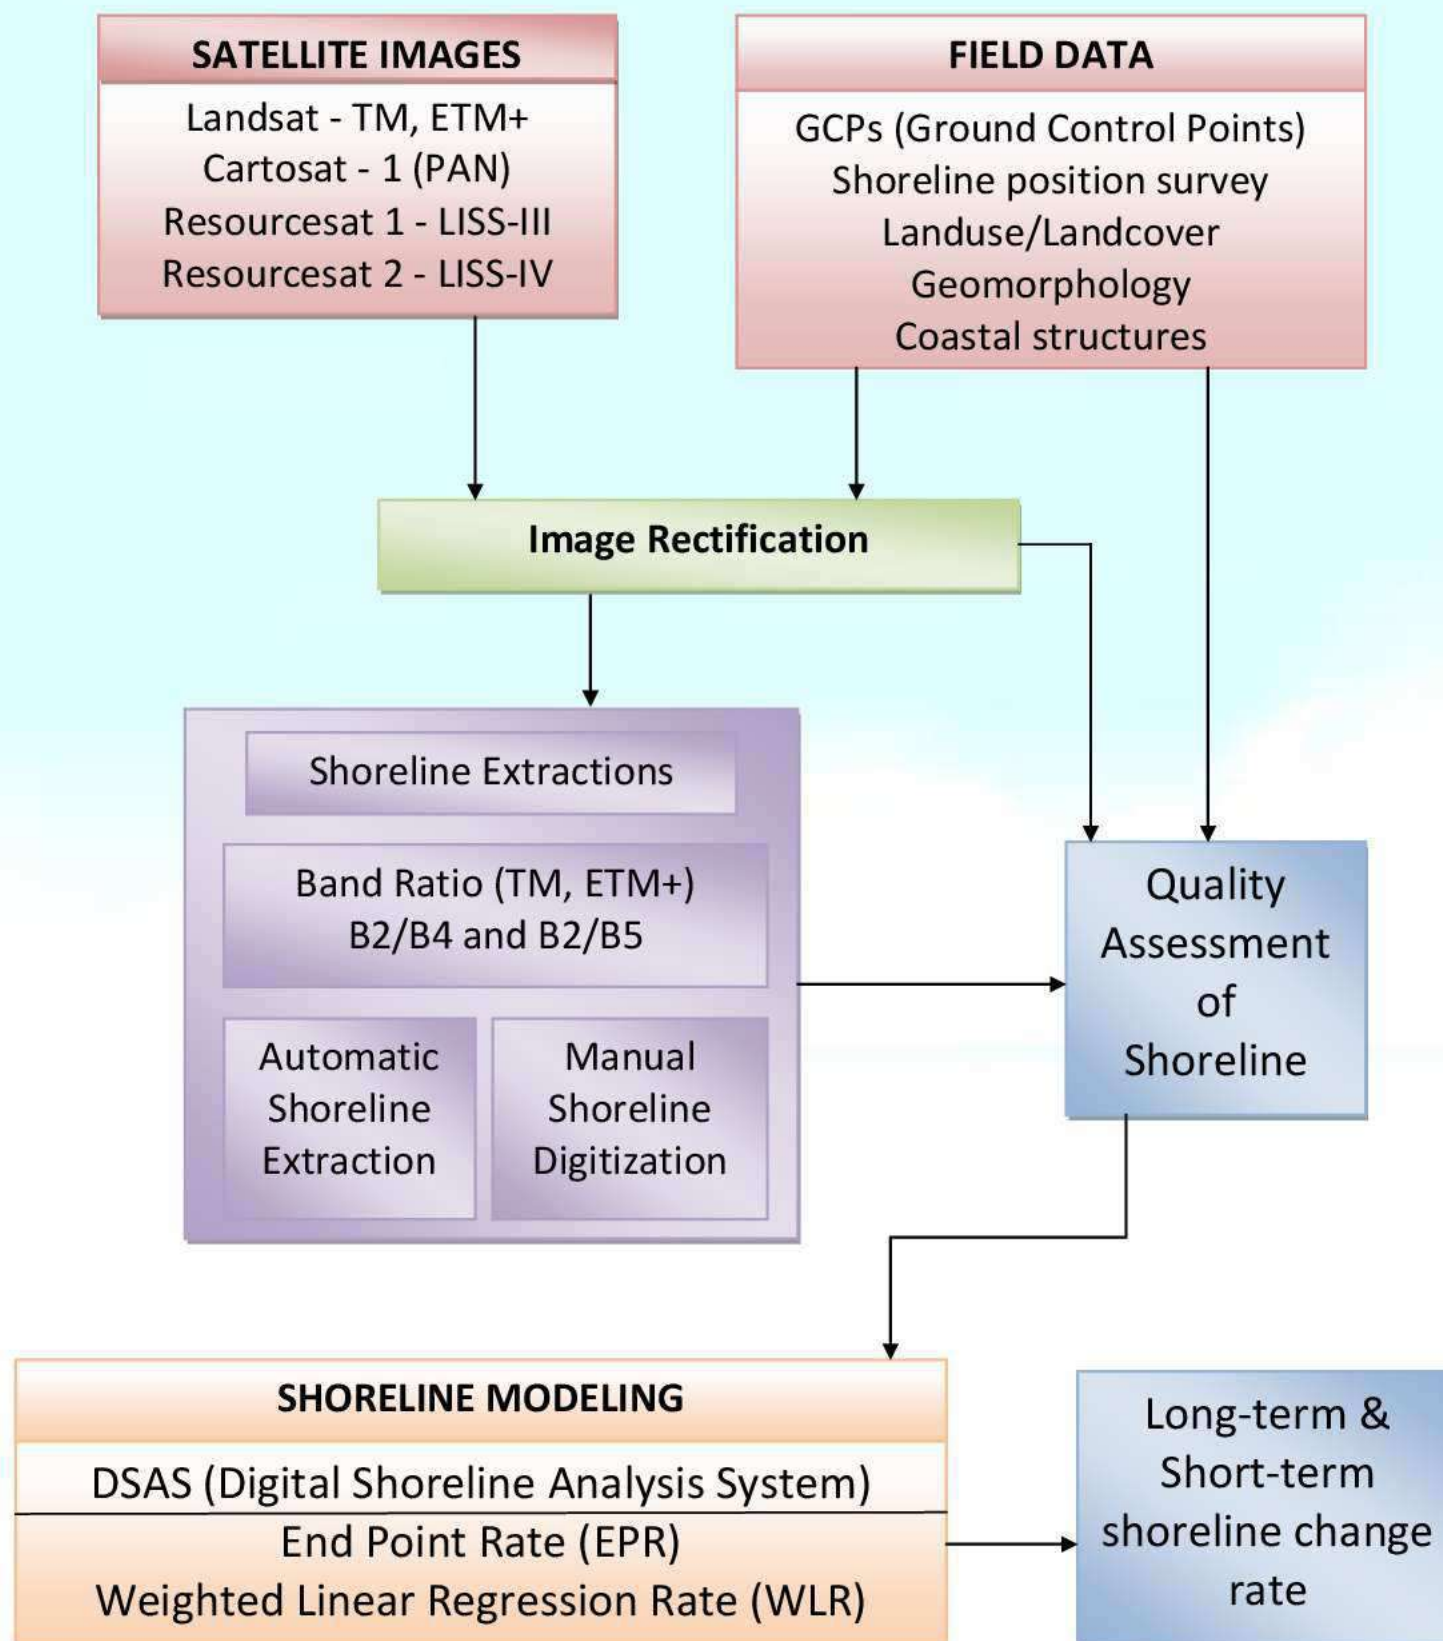 SATELLITE IMAGES
Landsat - TM, ETM+
Cartosat - 1 (PAN)
Resourcesat 1 - LISS-III
Resourcesat 2 - LISS-IV
FIELD DATA
GCPs (Ground Control Points)
Shoreline position survey
Landuse/Landcover
Geomorphology
Coastal structures
Image Rectification
Shoreline Extractions
Band Ratio (TM, ETM+)
B2/B4 and B2/B5
Automatic
Shoreline
Extraction
Manual
Shoreline
Digitization
Quality
Assessment
of
Shoreline
SHORELINE MODELING
DSAS (Digital Shoreline Analysis System)
End Point Rate (EPR)
Weighted Linear Regression Rate (WLR)
Long-term &
Short-term
shoreline change
rate